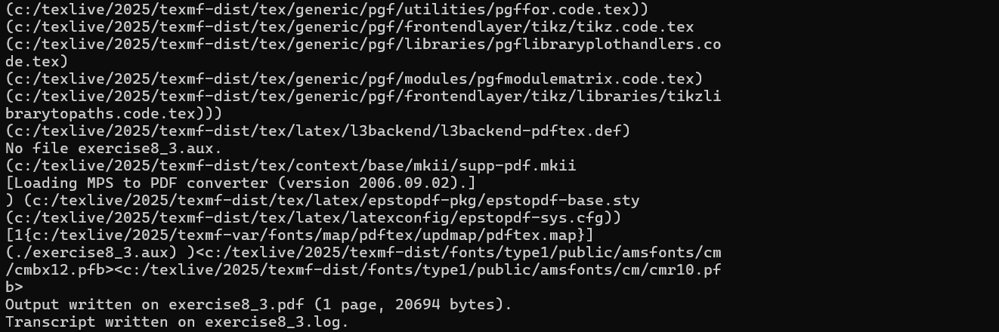 (c:/texlive/2025/texmf-dist/tex/generic/pgf/utilities/pgffor.code.tex))
(c:/texlive/2025/texmf-dist/tex/generic/pgf/frontendlayer/tikz/tikz.code.tex
(c:/texlive/2025/texmf-dist/tex/generic/pgf/libraries/pgflibraryplothandlers.co
de.tex)
(c:/texlive/2025/texmf-dist/tex/generic/pgf/modules/pgfmodulematrix.code.tex)
(c:/texlive/2025/texmf-dist/tex/generic/pgf/frontendlayer/tikz/libraries/tikzli
brarytopaths.code.tex)))
(c:/texlive/2025/texmf-dist/tex/latex/l3backend/l3backend-pdftex.def)
No file exercise8_3.aux.
(c:/texlive/2025/texmf-dist/tex/context/base/mkii/supp-pdf.mkii
[Loading MPS to PDF converter (version 2006.09.02).]
) (c:/texlive/2025/texmf-dist/tex/latex/epstopdf-pkg/epstopdf-base.sty
(c:/texlive/2025/texmf-dist/tex/latex/latexconfig/epstopdf-sys.cfg))
[1{c:/texlive/2025/texmf-var/fonts/map/pdftex/updmap/pdftex.map}]
(./exercise8_3.aux) )<c:/texlive/2025/texmf-dist/fonts/type1/public/amsfonts/cm
/cmbx12.pfb><c:/texlive/2025/texmf-dist/fonts/type1/public/amsfonts/cm/cmr10.pf
b>
Output written on exercise8_3.pdf (1 page, 20694 bytes).
Transcript written on exercise8_3.log.